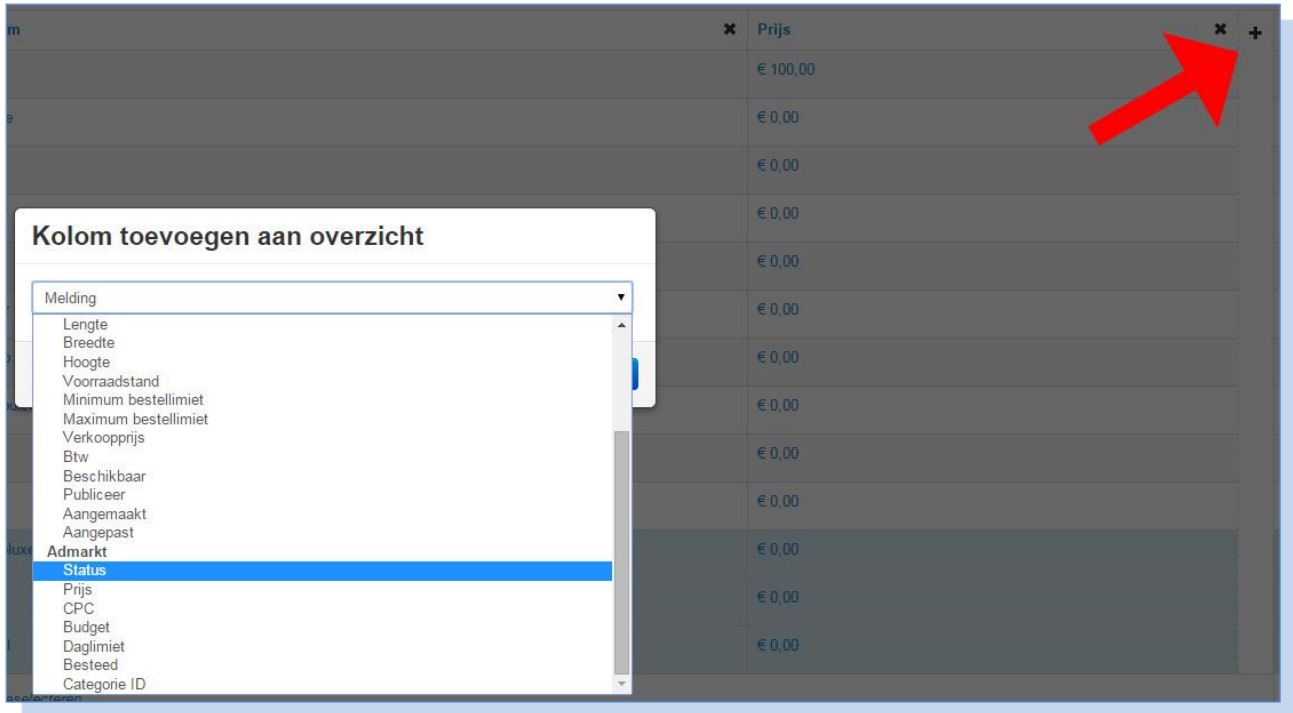 m
Prijs
€ 100,00
e
€ 0,00
€ 0,00
€ 0,00
Kolom toevoegen aan overzicht
€ 0,00
Melding
€ 0,00
Lengte
Breedte
Hoogte
€ 0,00
Voorraadstand
Minimum bestellimiet
€ 0,00
Maximum bestellimiet
Verkoopprijs
€ 0,00
Btw
Beschikbaar
Publiceer
€ 0,00
Aangemaakt
Aangepast
Admarkt
€ 0,00
Status
Prijs
€ 0,00
CPC
Budget
Daglimiet
€ 0,00
Besteed
Categorie ID